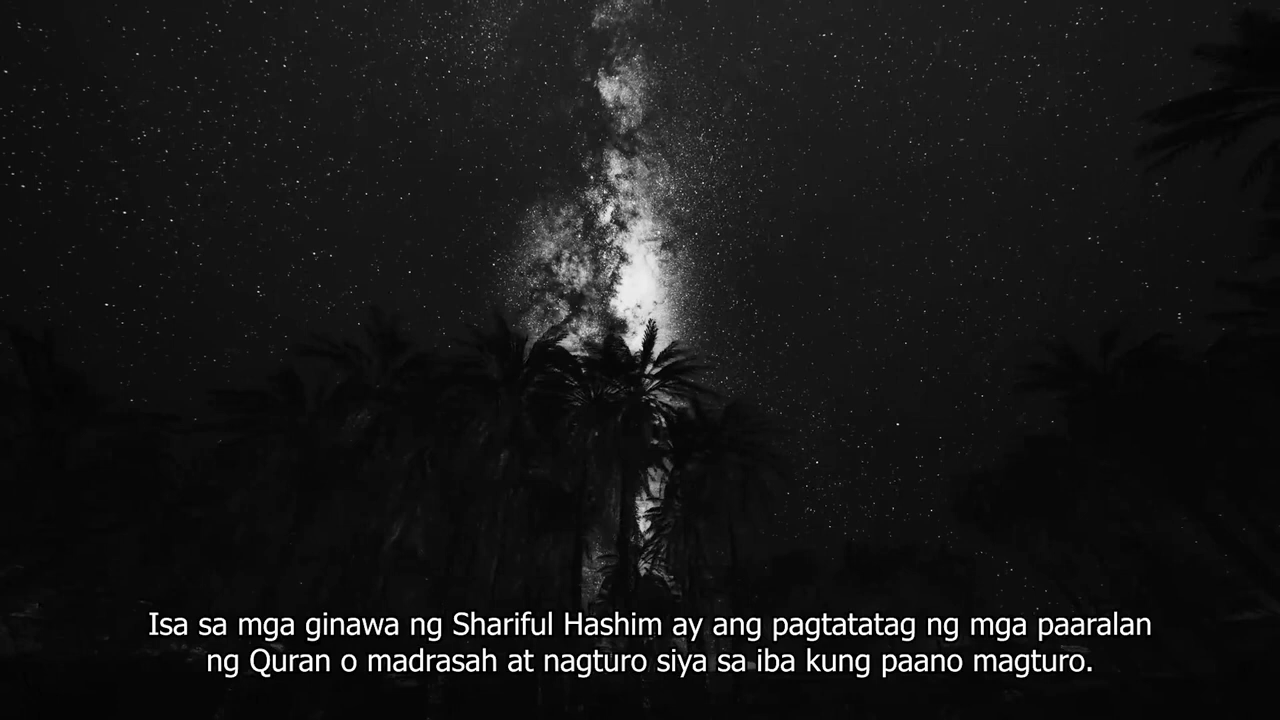 Isa sa mga ginawa ng Shariful Hashim ay ang pagtatatag ng mga paaralan
ng Quran o madrasah at nagturo siya sa iba kung paano magturo.